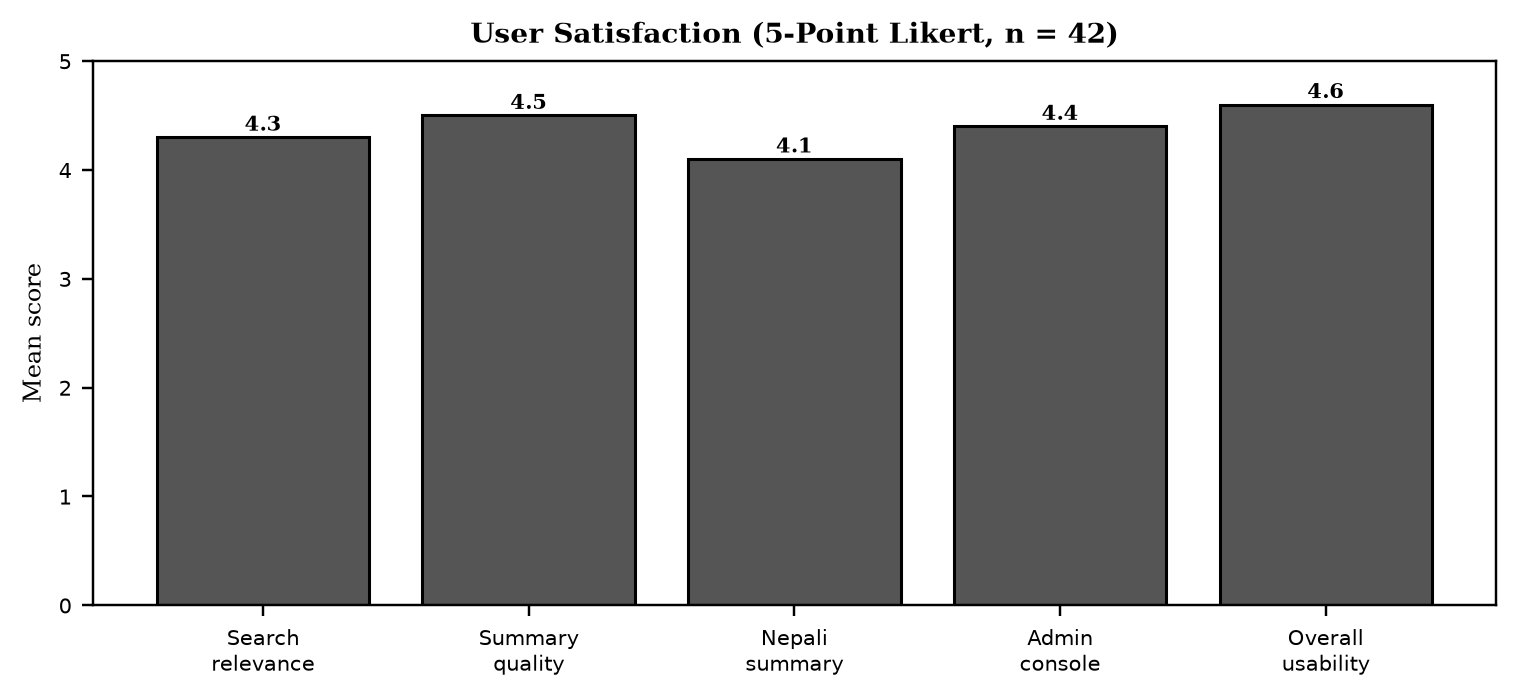 User Satisfaction (5-Point Likert, n = 42)
Mean score
5
4
3
2
1
0
4.3
4.5
4.1
4.4
4.6
Search
relevance
Summary
quality
Nepali
summary
Admin
console
Overall
usability